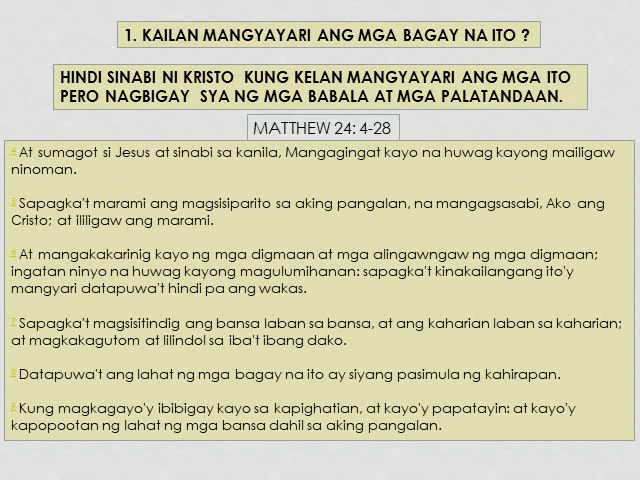 1. KAILAN MANGYAYARI ANG MGA BAGAY NA ITO ?
HINDI SINABI NI KRISTO KUNG KELAN MANGYAYARI ANG MGA ITO
PERO NAGBIGAY SYA NG MGA BABALA AT MGA PALATANDAAN.
MATTHEW 24: 4-28
4 At sumagot si Jesus at sinabi sa kanila, Mangagingat kayo na huwag kayong mailigaw
ninoman.
5 Sapagka't marami ang magsisiparito sa aking pangalan, na mangagsasabi, Ako ang
Cristo; at ililigaw ang marami.
6 At mangakakarinig kayo ng mga digmaan at mga alingawngaw ng mga digmaan;
ingatan ninyo na huwag kayong magulumihanan: sapagka't kinakailangang ito'y
mangyari datapuwa't hindi pa ang wakas.
7 Sapagka't magsisitindig ang bansa laban sa bansa, at ang kaharian laban sa kaharian;
at magkakagutom at lilindol sa iba't ibang dako.
8 Datapuwa't ang lahat ng mga bagay na ito ay siyang pasimula ng kahirapan.
9 Kung magkagayo'y ibibigay kayo sa kapighatian, at kayo'y papatayin: at kayo'y
kapopootan ng lahat ng mga bansa dahil sa aking pangalan.